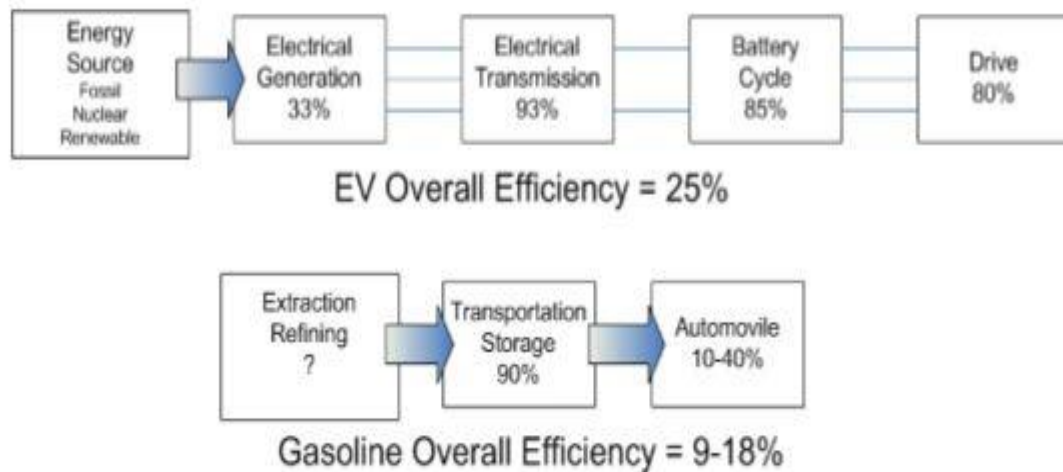 Energy
Source
Fossil
Nuclear
Renewable
Electrical
Generation
33%
Electrical
Transmission
93%
Battery
Cycle
85%
Drive
80%
EV Overall Efficiency = 25%
Extraction
Refining
?
Transportation
Storage
90%
Automovile
10-40%
Gasoline Overall Efficiency = 9-18%